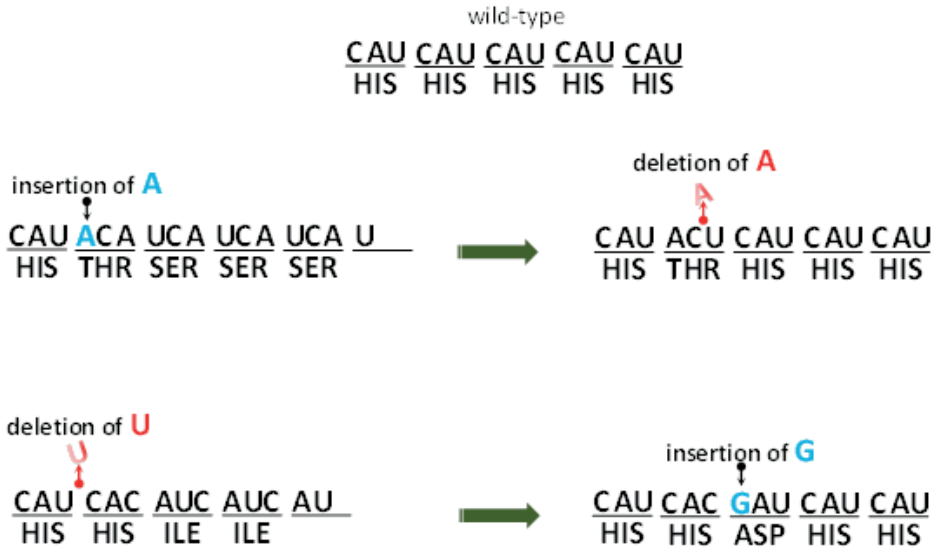 wild-type
CAU CAU CAU CAU CAU
HIS HIS HIS HIS HIS
insertion of A
CAU ACA UCA UCA UCA U
HIS THR SER SER SER
deletion of A
A
CAU ACU CAU CAU CAU
HIS THR HIS HIS HIS
deletion of U
U
CAU CAC AUC AUC AU
HIS HIS ILE ILE
insertion of G
CAU CAC GAU CAU CAU
HIS HIS ASP HIS HIS